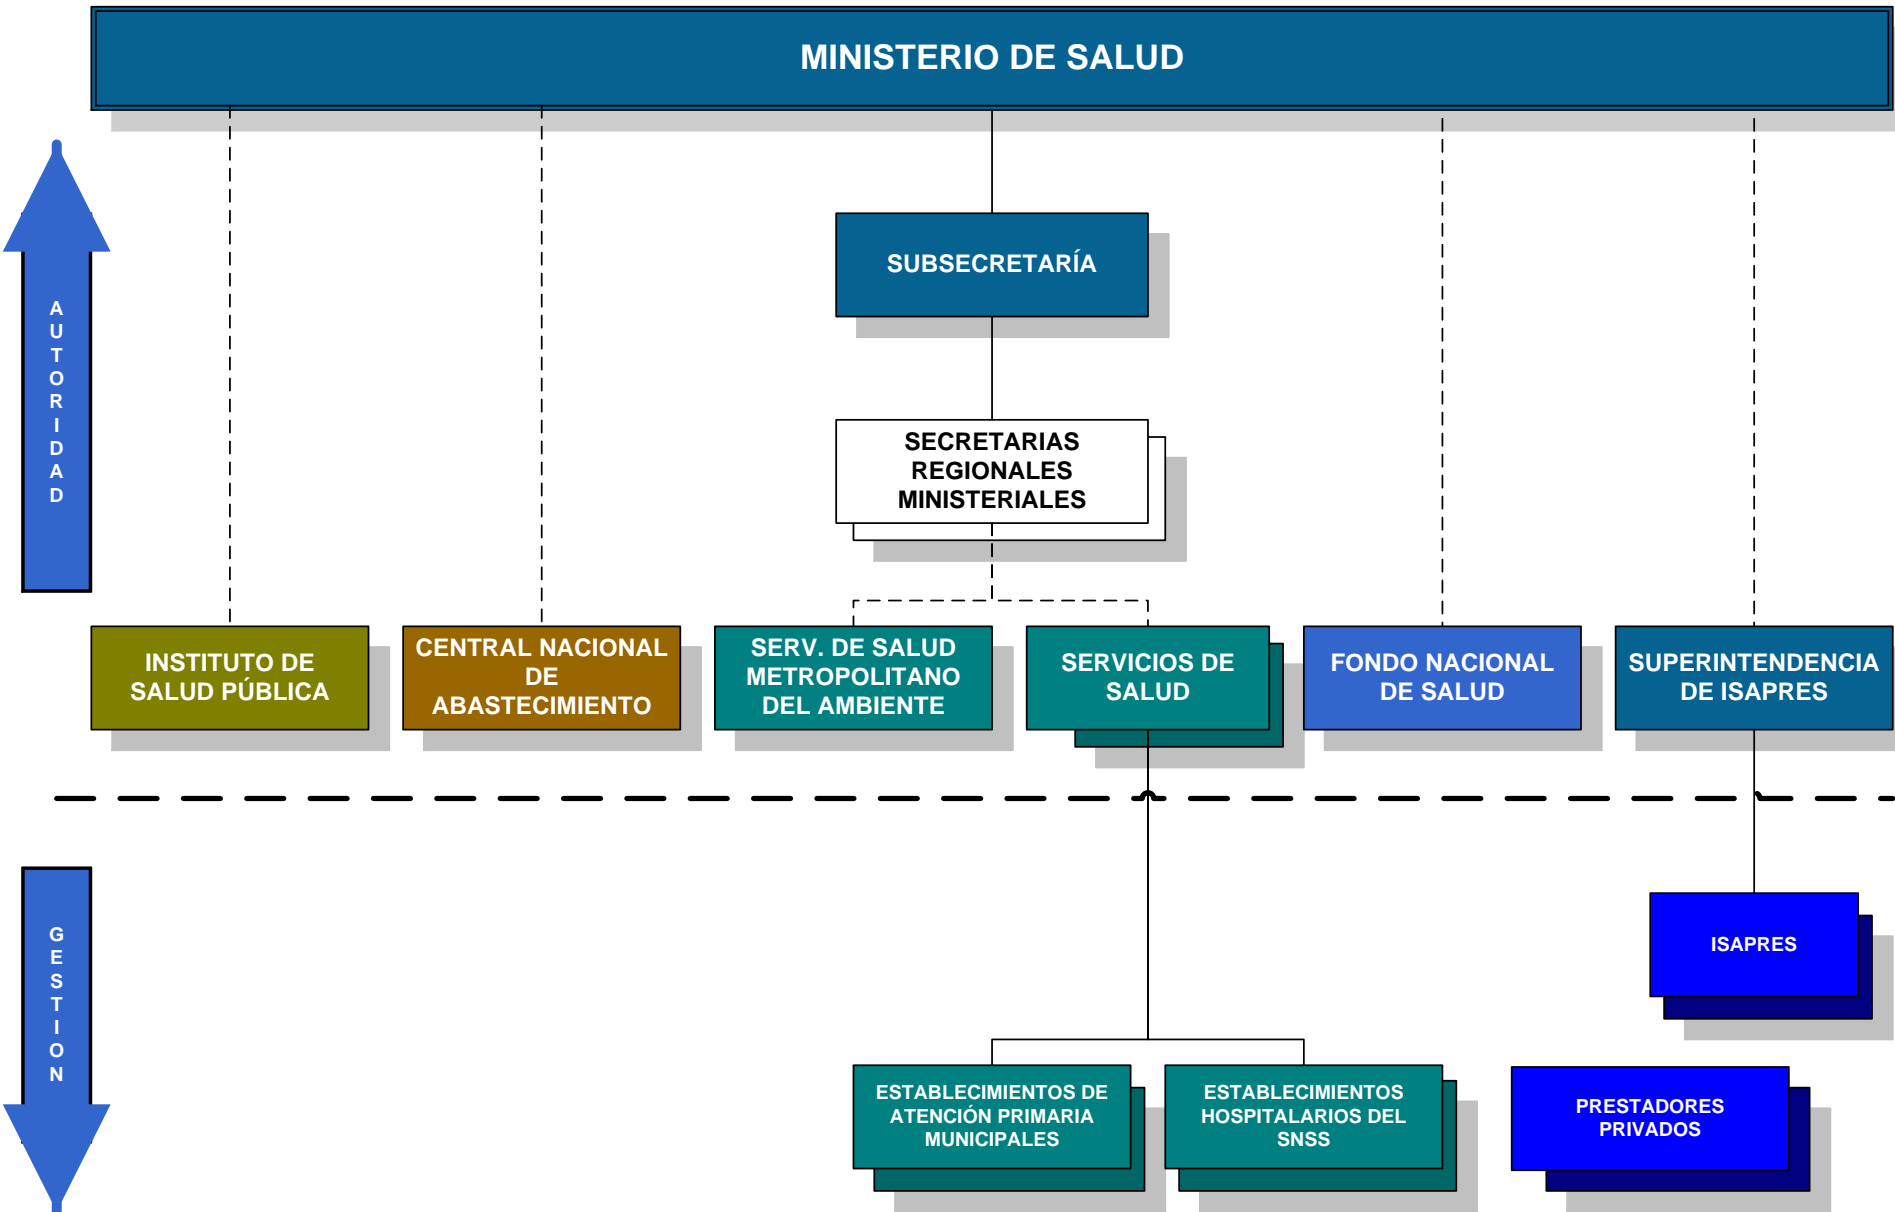 MINISTERIO DE SALUD
SUBSECRETARÍA
AUTORIDAD
SECRETARIAS
REGIONALES
MINISTERIALES
INSTITUTO DE
SALUD PÚBLICA
CENTRAL NACIONAL
DE
ABASTECIMIENTO
SERV. DE SALUD
METROPOLITANO
DEL AMBIENTE
SERVICIOS DE
SALUD
FONDO NACIONAL
DE SALUD
SUPERINTENDENCIA
DE ISAPRES
GESTION
ISAPRES
ESTABLECIMIENTOS DE
ATENCIÓN PRIMARIA
MUNICIPALES
ESTABLECIMIENTOS
HOSPITALARIOS DEL
SNSS
PRESTADORES
PRIVADOS